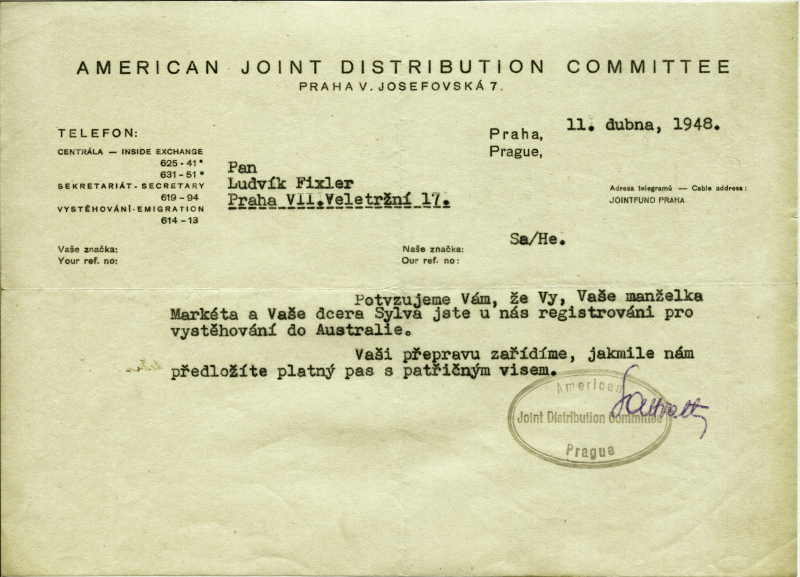 AMERICAN JOINT DISTRIBUTION COMMITTEE
PRAHA V. JOSEFOVSKÁ 7.
TELEFON:
CENTRÁLA — INSIDE EXCHANGE
625 - 41*
631 - 51*
SEKRETARIÁT - SECRETARY
619 - 94
VYSTĚHOVÁNÍ - EMIGRATION
614 - 13
Pan
Ludvík Fixler
Praha VII.Veletržní 17.
Praha, 11. dubna, 1948.
Prague,
Adresa telegramů — Cable address:
JOINTFUND PRAHA
Vaše značka:
Your ref. no:
Naše značka:
Our ref. no:
Sa/He.
Potvzujeme Vám, že Vy, Vaše manželka
Markéta a Vaše dcera Sylva jste u nás registrováni pro
vystěhování do Australie.
Vaši přepravu zařídíme, jakmile nám
předložíte platný pas s patřičným visem.
American
Joint Distribution Committee
Prague